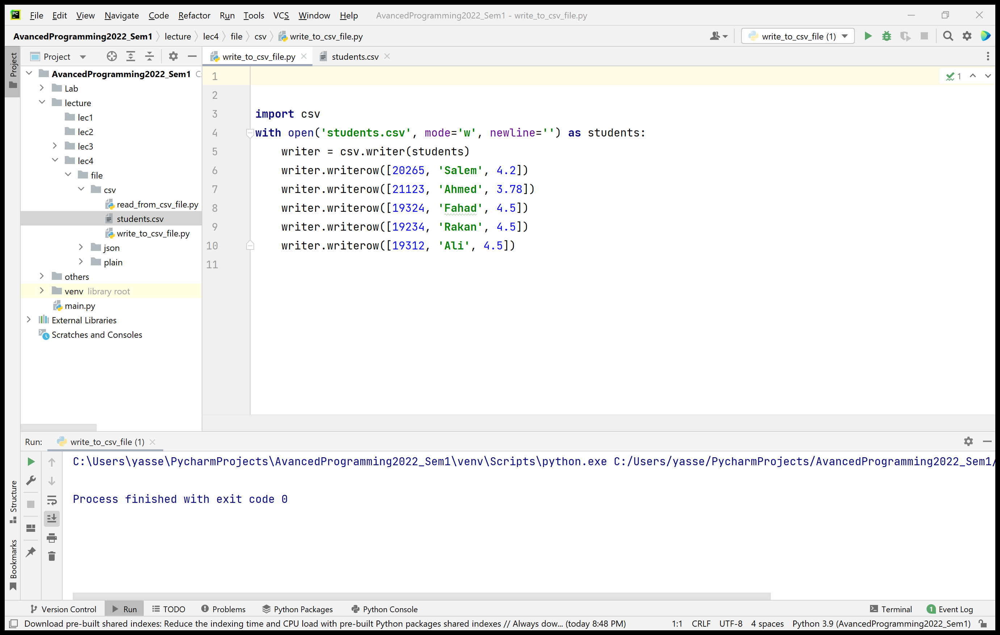 PC File Edit View Navigate Code Refactor Run Tools VCS Window Help AvancedProgramming2022_Sem1 - write_to_csv_file.py
AvancedProgramming2022_Sem1 lecture lec4 file csv write_to_csv_file.py write_to_csv_file (1)
Project
Project
write_to_csv_file.py students.csv
AvancedProgramming2022_Sem1 C:
Lab
lecture
lec1
lec2
lec3
lec4
file
csv
read_from_csv_file.py
students.csv
write_to_csv_file.py
json
plain
others
venv library root
main.py
External Libraries
Scratches and Consoles
1
1
2
3 import csv
4 with open('students.csv', mode='w', newline='') as students:
5 writer = csv.writer(students)
6 writer.writerow([20265, 'Salem', 4.2])
7 writer.writerow([21123, 'Ahmed', 3.78])
8 writer.writerow([19324, 'Fahad', 4.5])
9 writer.writerow([19234, 'Rakan', 4.5])
10 writer.writerow([19312, 'Ali', 4.5])
11
Run: write_to_csv_file (1)
C:\Users\yasse\PycharmProjects\AvancedProgramming2022_Sem1\venv\Scripts\python.exe C:/Users/yasse/PycharmProjects/AvancedProgramming2022_Sem1/
Process finished with exit code 0
Structure
Bookmarks
Version Control Run TODO Problems Python Packages Python Console Terminal 1 Event Log
Download pre-built shared indexes: Reduce the indexing time and CPU load with pre-built Python packages shared indexes // Always dow... (today 8:48 PM) 1:1 CRLF UTF-8 4 spaces Python 3.9 (AvancedProgramming2022_Sem1)